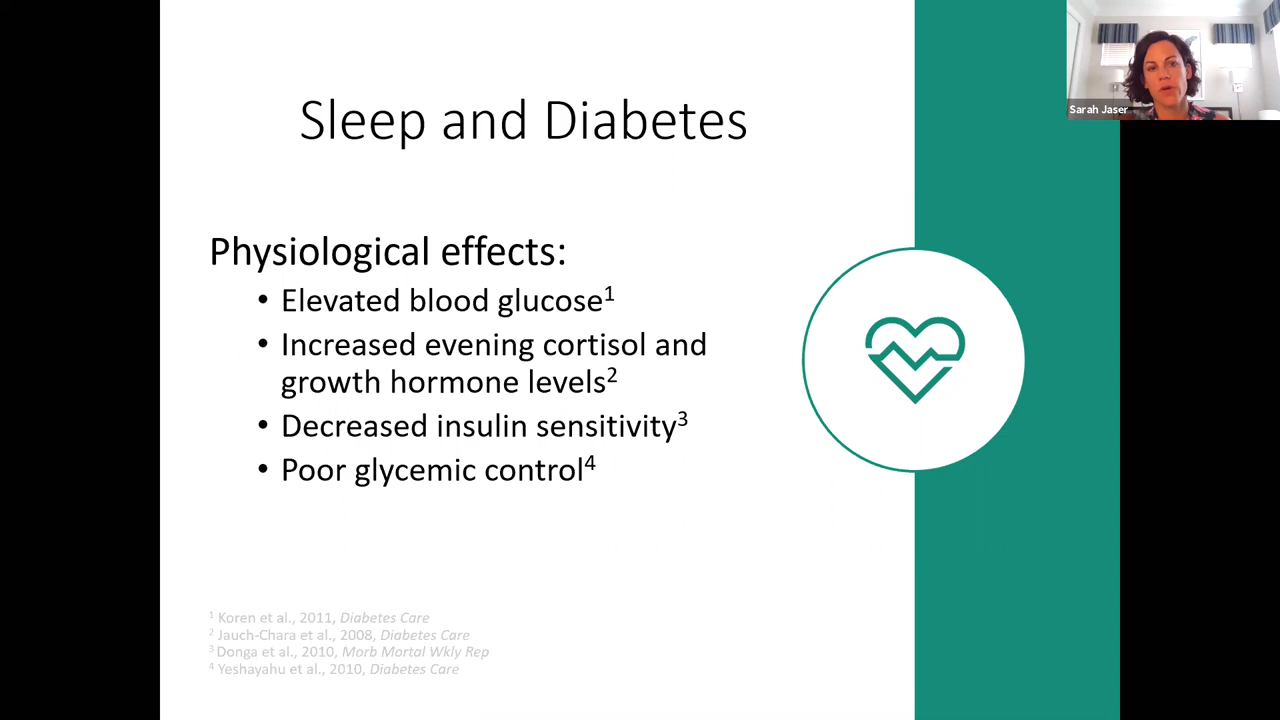 Sleep and Diabetes
Sarah Jaser
Physiological effects:
• Elevated blood glucose¹
• Increased evening cortisol and
growth hormone levels²
• Decreased insulin sensitivity³
• Poor glycemic control⁴
¹ Koren et al., 2011, Diabetes Care
² Jauch-Chara et al., 2008, Diabetes Care
³ Donga et al., 2010, Morb Mortal Wkly Rep
⁴ Yeshayahu et al., 2010, Diabetes Care